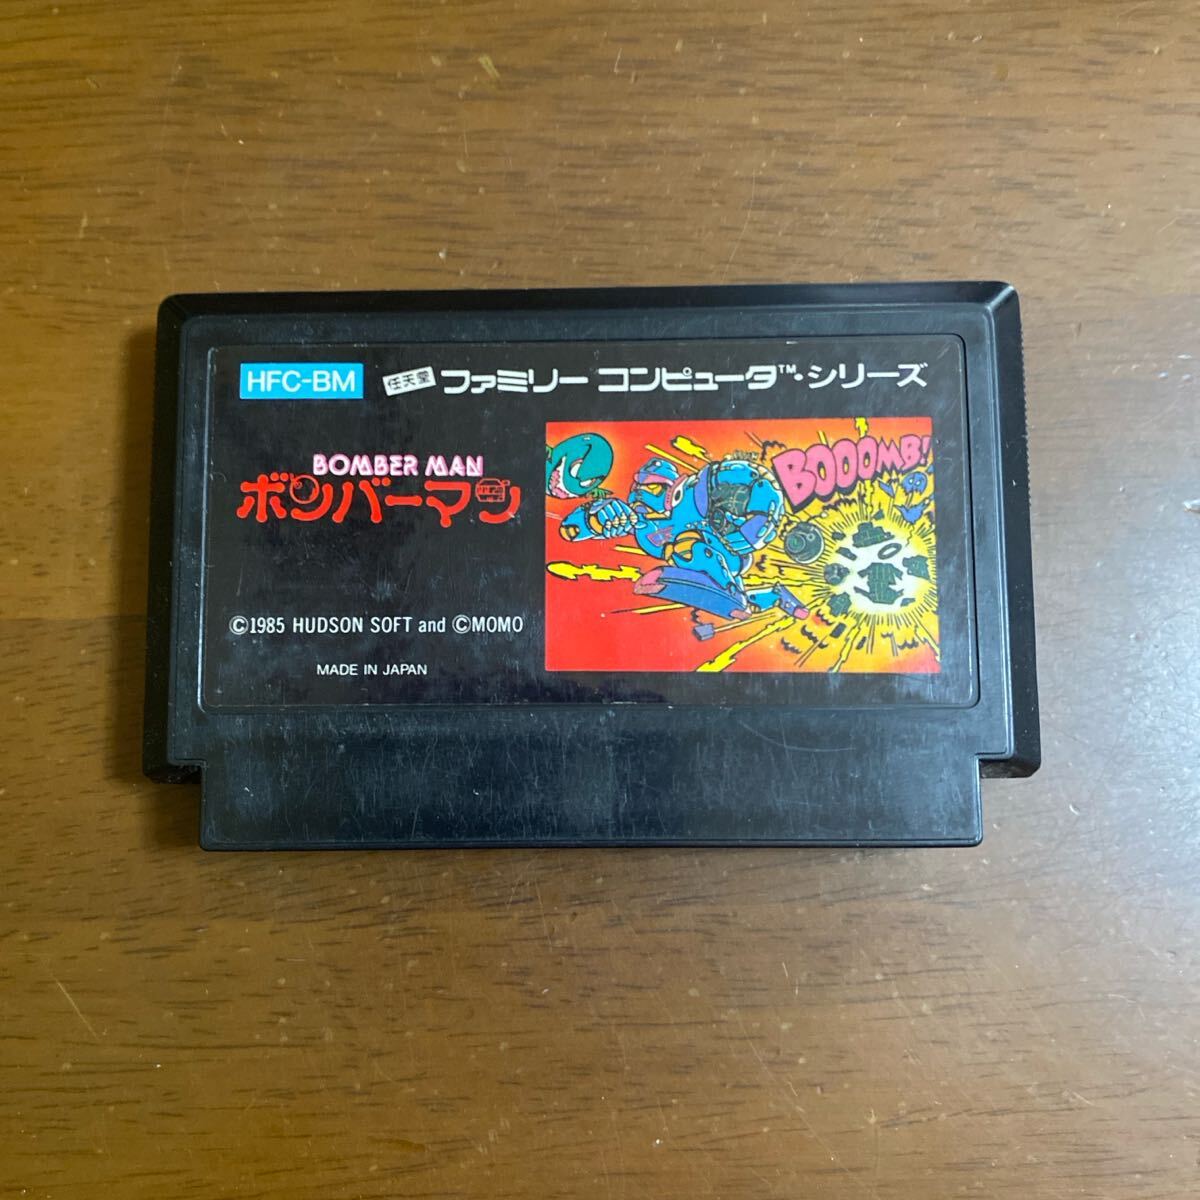 HFC-BM 任天堂 ファミリー コンピュータ™・シリーズ
BOMBER MAN
ボンバーマン
BOOOMB!
©1985 HUDSON SOFT and ©MOMO
MADE IN JAPAN